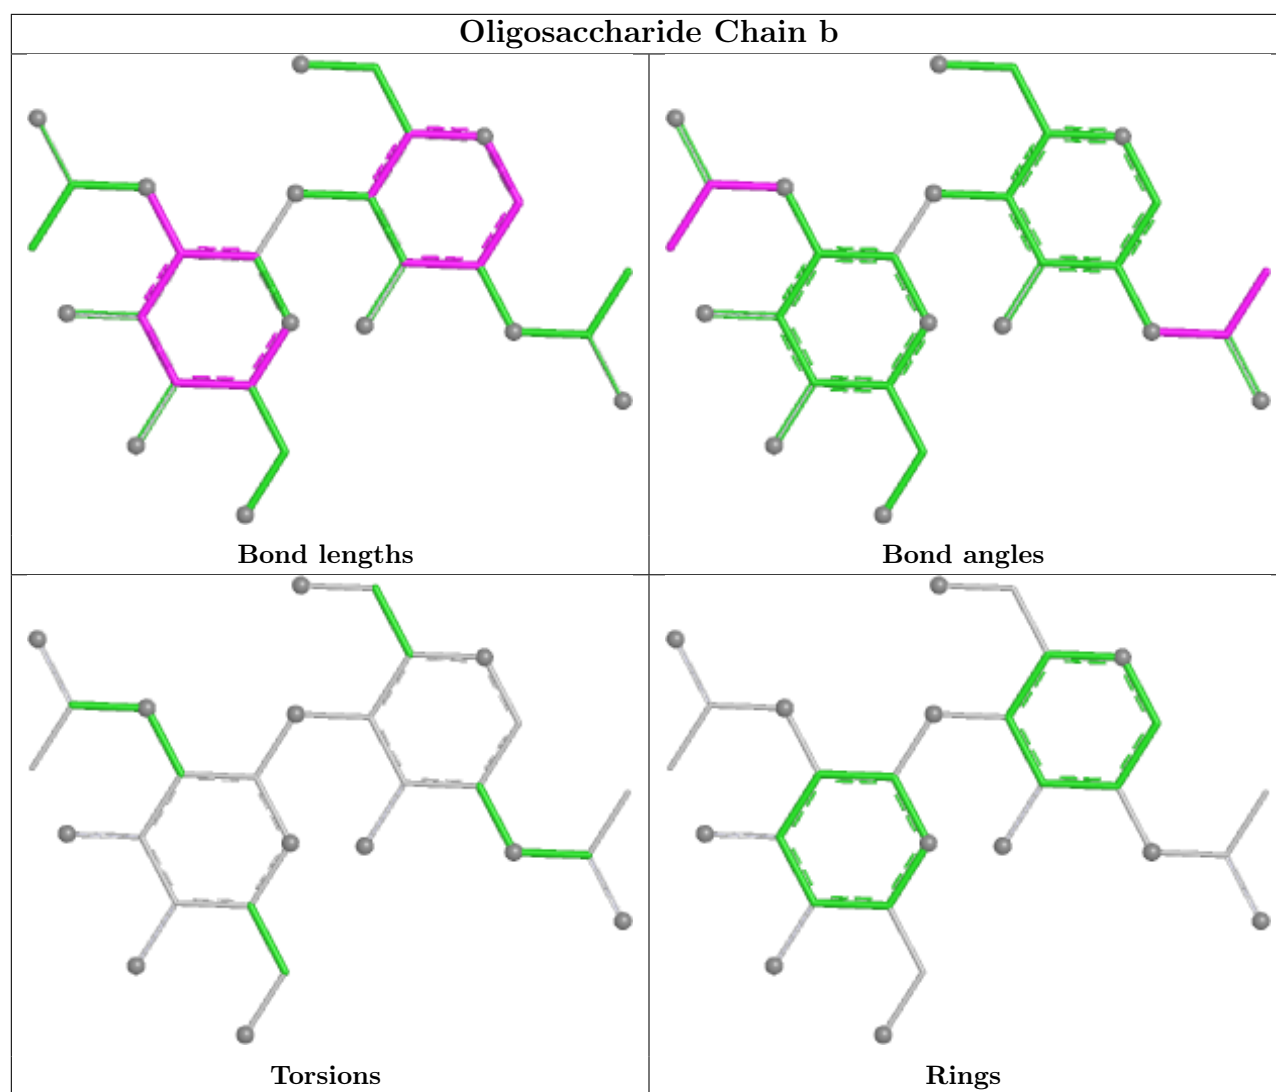 Oligosaccharide Chain b
Bond lengths
Bond angles
Torsions
Rings